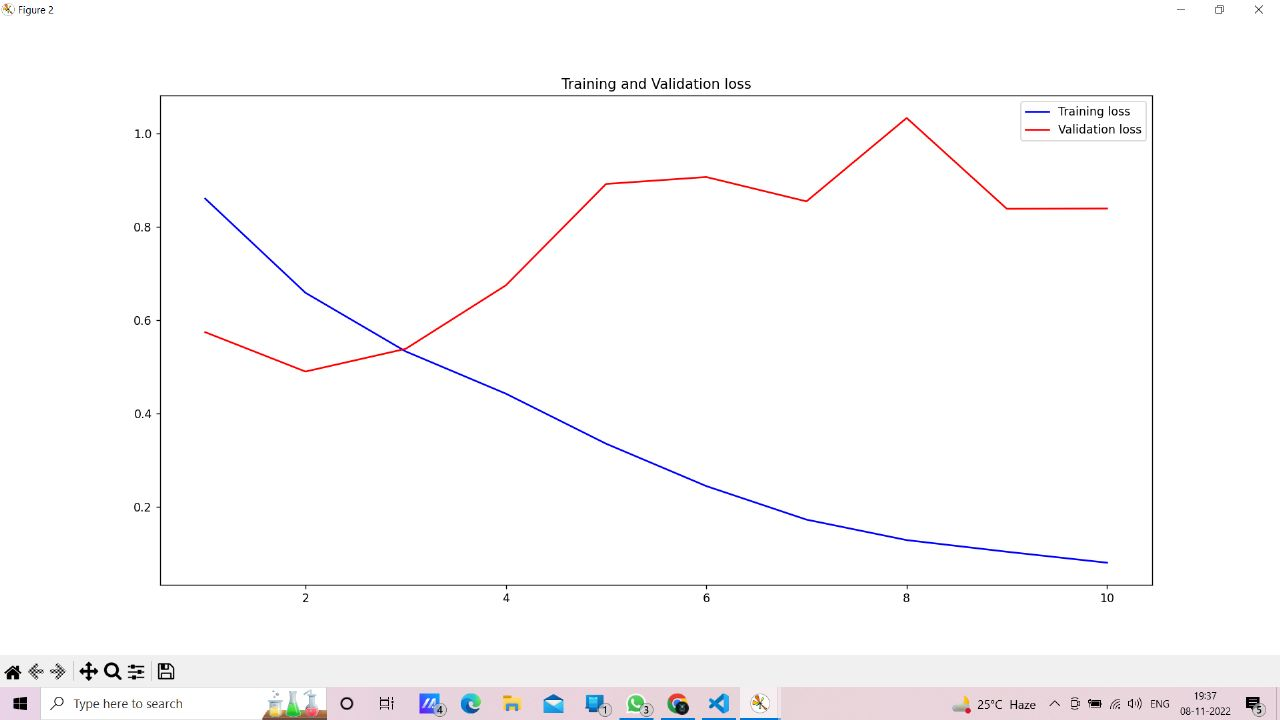 Figure 2
Training and Validation loss
Training loss
Validation loss
1.0
0.8
0.6
0.4
0.2
2 4 6 8 10
Type here to search
4
1
3
25°C Haze
ENG
19:37
08-11-2022
5